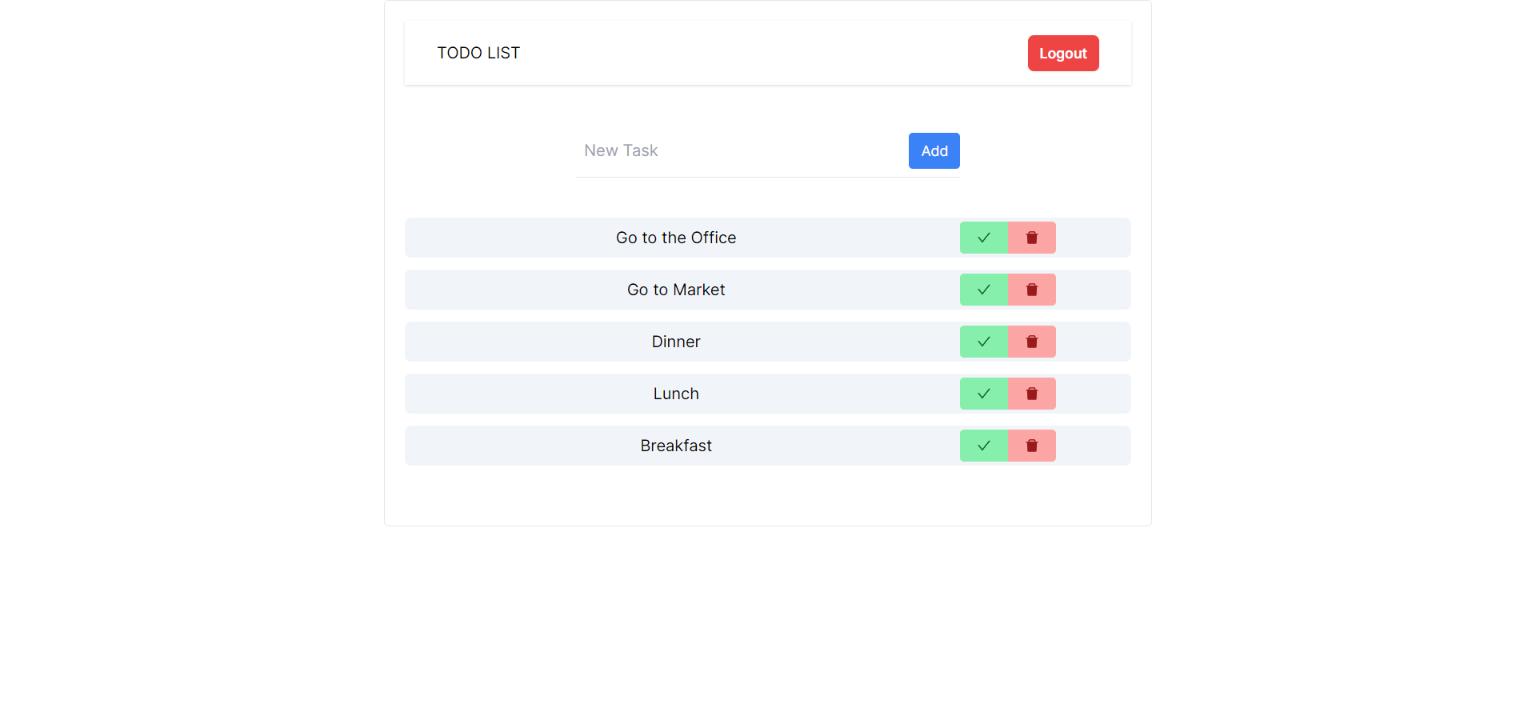 TODO LIST
Logout
New Task
Add
Go to the Office
Go to Market
Dinner
Lunch
Breakfast